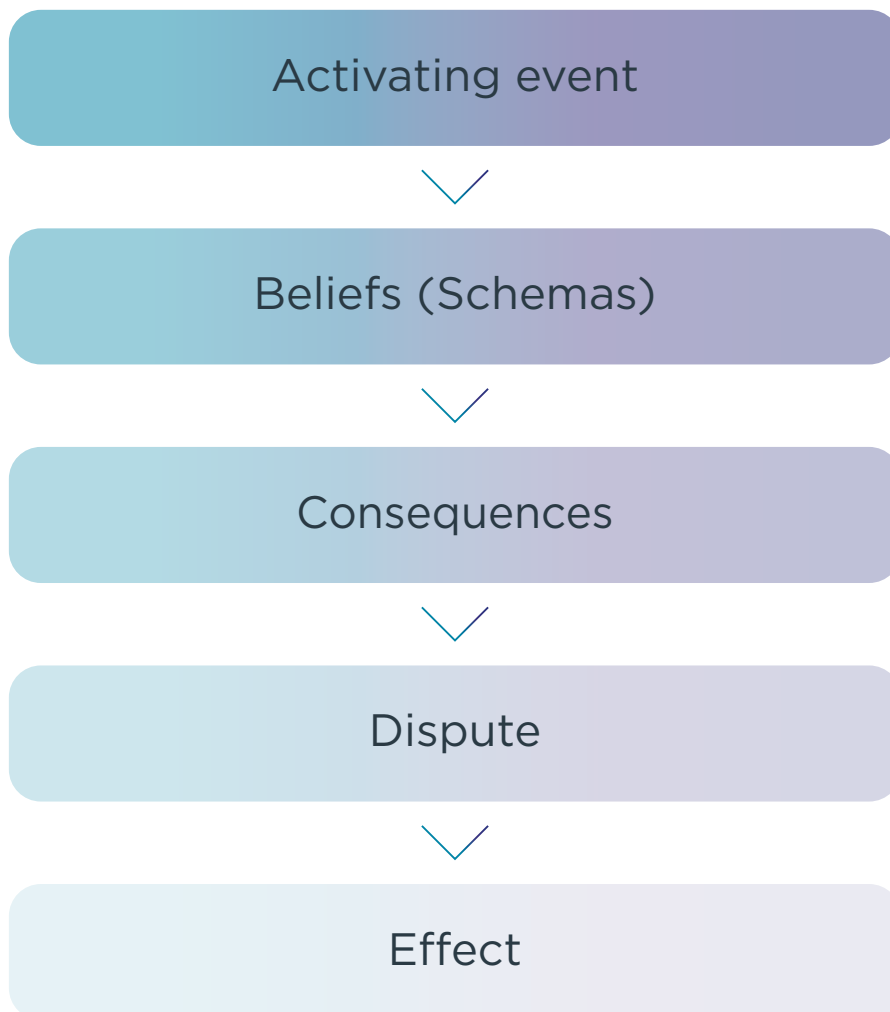 Activating event
Beliefs (Schemas)
Consequences
Dispute
Effect